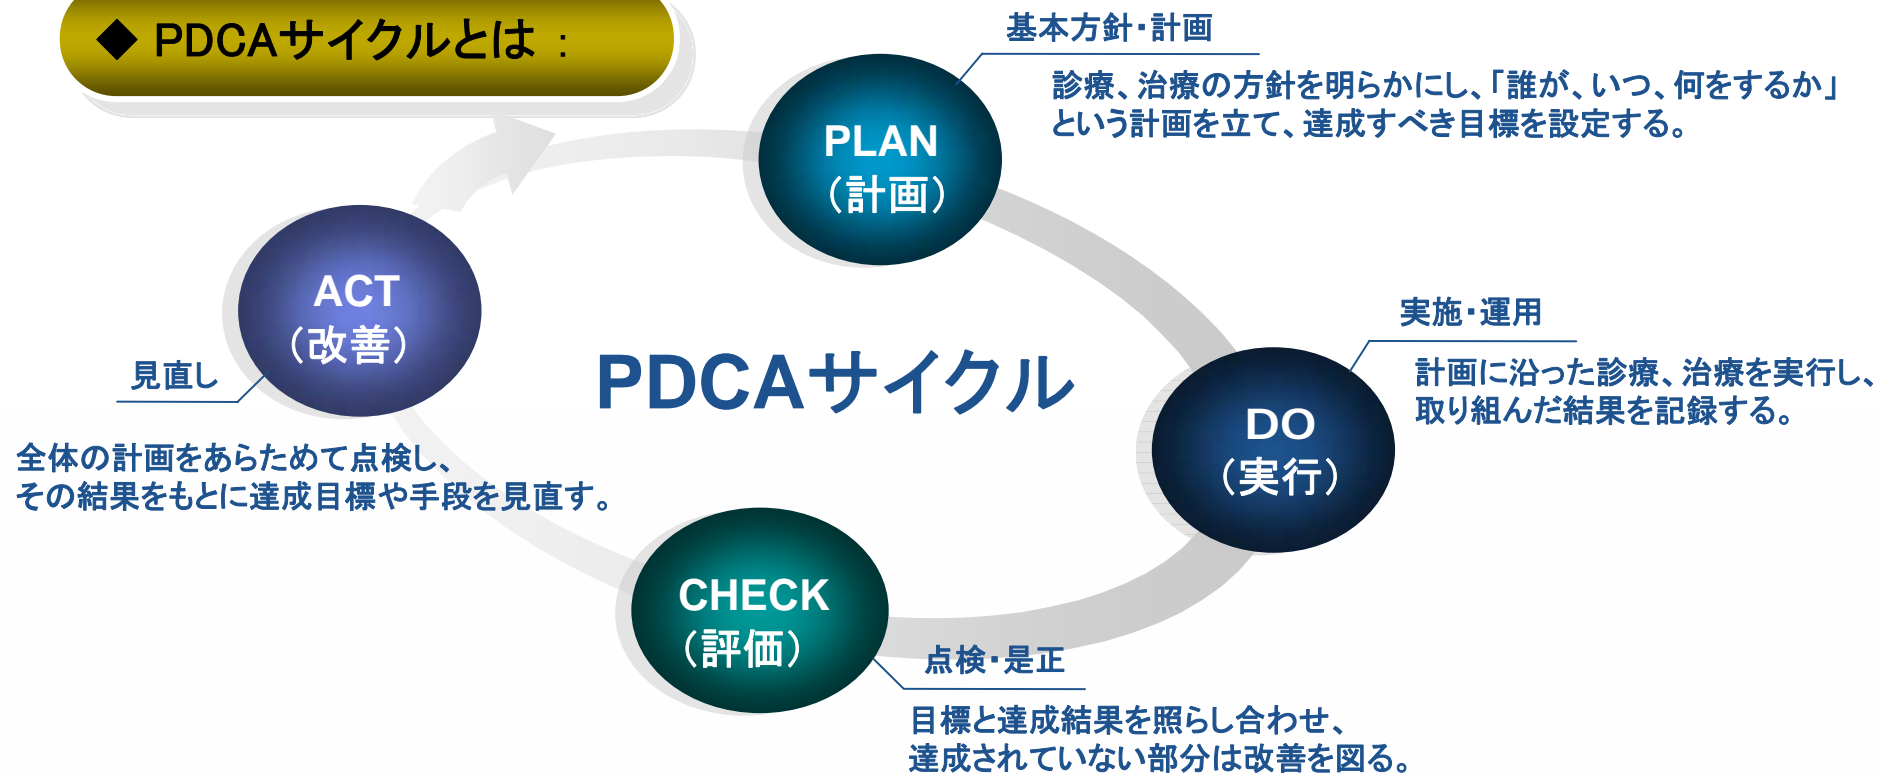 ◆ PDCAサイクルとは：
基本方針・計画
診療、治療の方針を明らかにし、「誰が、いつ、何をするか」
という計画を立て、達成すべき目標を設定する。
PLAN
（計画）
ACT
（改善）
見直し
全体の計画をあらためて点検し、
その結果をもとに達成目標や手段を見直す。
PDCAサイクル
実施・運用
計画に沿った診療、治療を実行し、
取り組んだ結果を記録する。
DO
（実行）
CHECK
（評価）
点検・是正
目標と達成結果を照らし合わせ、
達成されていない部分は改善を図る。